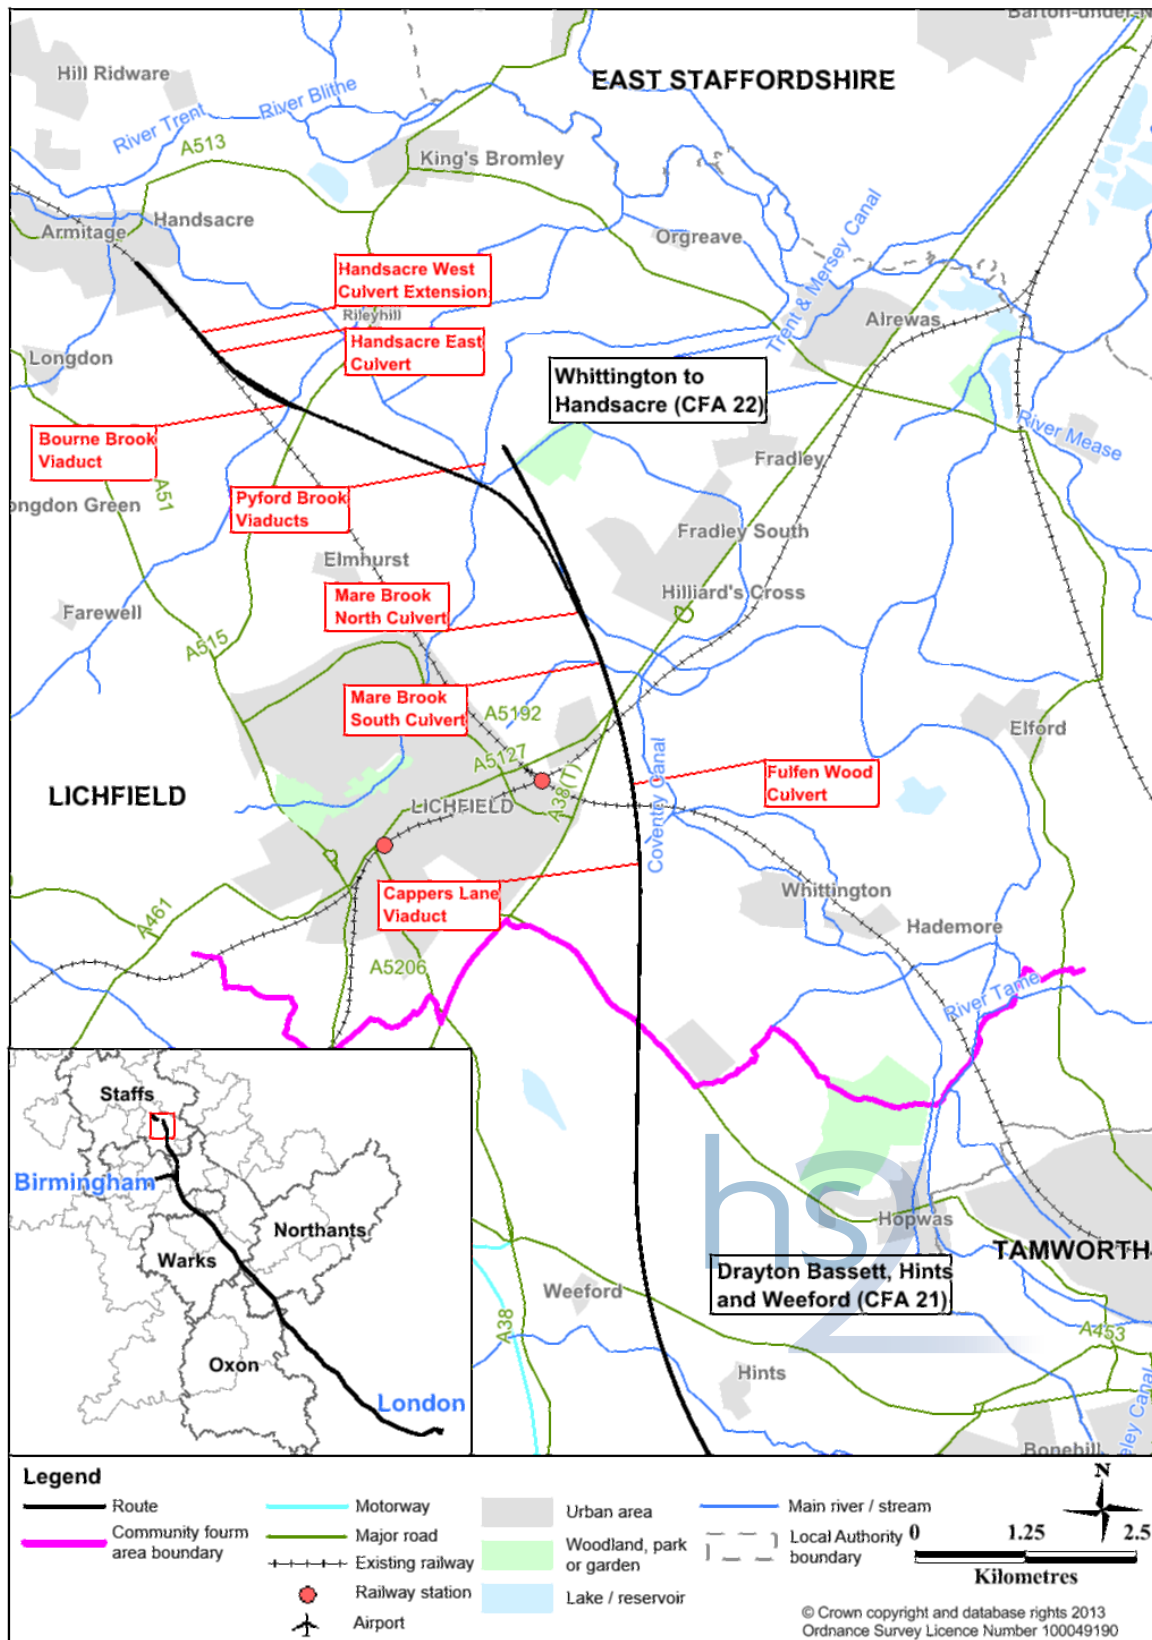 Barton-under-N
EAST STAFFORDSHIRE
Hill Ridware
River Blithe
River Trent
A513
King's Bromley
Handsacre
Armitage
Orgreave
Trent & Mersey Canal
Handsacre West
Culvert Extension
Rileyhill
Alrewas
Handsacre East
Culvert
Longdon
Whittington to
Handsacre (CFA 22)
River Mease
Bourne Brook
Viaduct
Fradley
A51
ongdon Green
Pyford Brook
Viaducts
Fradley South
Elmhurst
Hilliard's Cross
Mare Brook
North Culvert
Farewell
A515
Mare Brook
South Culvert
A5192
Elford
A5127
Fulfen Wood
Culvert
A38(T)
Coventry Canal
LICHFIELD
LICHFIELD
Whittington
Cappers Lane
Viaduct
A461
Hademore
A5206
River Tame
Staffs
Birmingham
Northants
Warks
Oxon
London
hs2
Hopwas
TAMWORTH
Drayton Bassett, Hints
and Weeford (CFA 21)
Weeford
A38
A453
Hints
eley Canal
Bonehill
Legend
Route
Community fourm
area boundary
Motorway
Major road
Existing railway
Railway station
Airport
Urban area
Woodland, park
or garden
Lake / reservoir
Main river / stream
Local Authority
boundary
N
0 1.25 2.5
Kilometres
© Crown copyright and database rights 2013
Ordnance Survey Licence Number 100049190